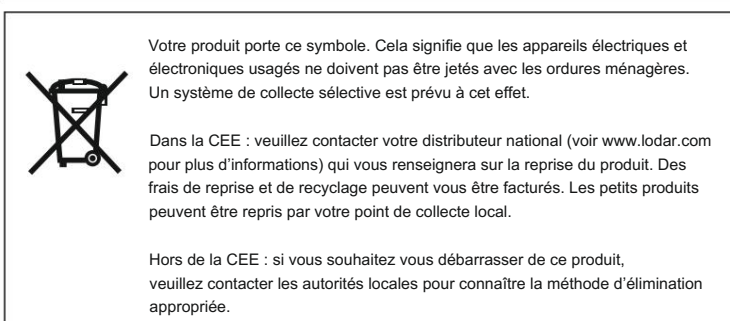 Votre produit porte ce symbole. Cela signifie que les appareils électriques et
électroniques usagés ne doivent pas être jetés avec les ordures ménagères.
Un système de collecte sélective est prévu à cet effet.
Dans la CEE : veuillez contacter votre distributeur national (voir www.lodar.com
pour plus d’informations) qui vous renseignera sur la reprise du produit. Des
frais de reprise et de recyclage peuvent vous être facturés. Les petits produits
peuvent être repris par votre point de collecte local.
Hors de la CEE : si vous souhaitez vous débarrasser de ce produit,
veuillez contacter les autorités locales pour connaître la méthode d’élimination
appropriée.